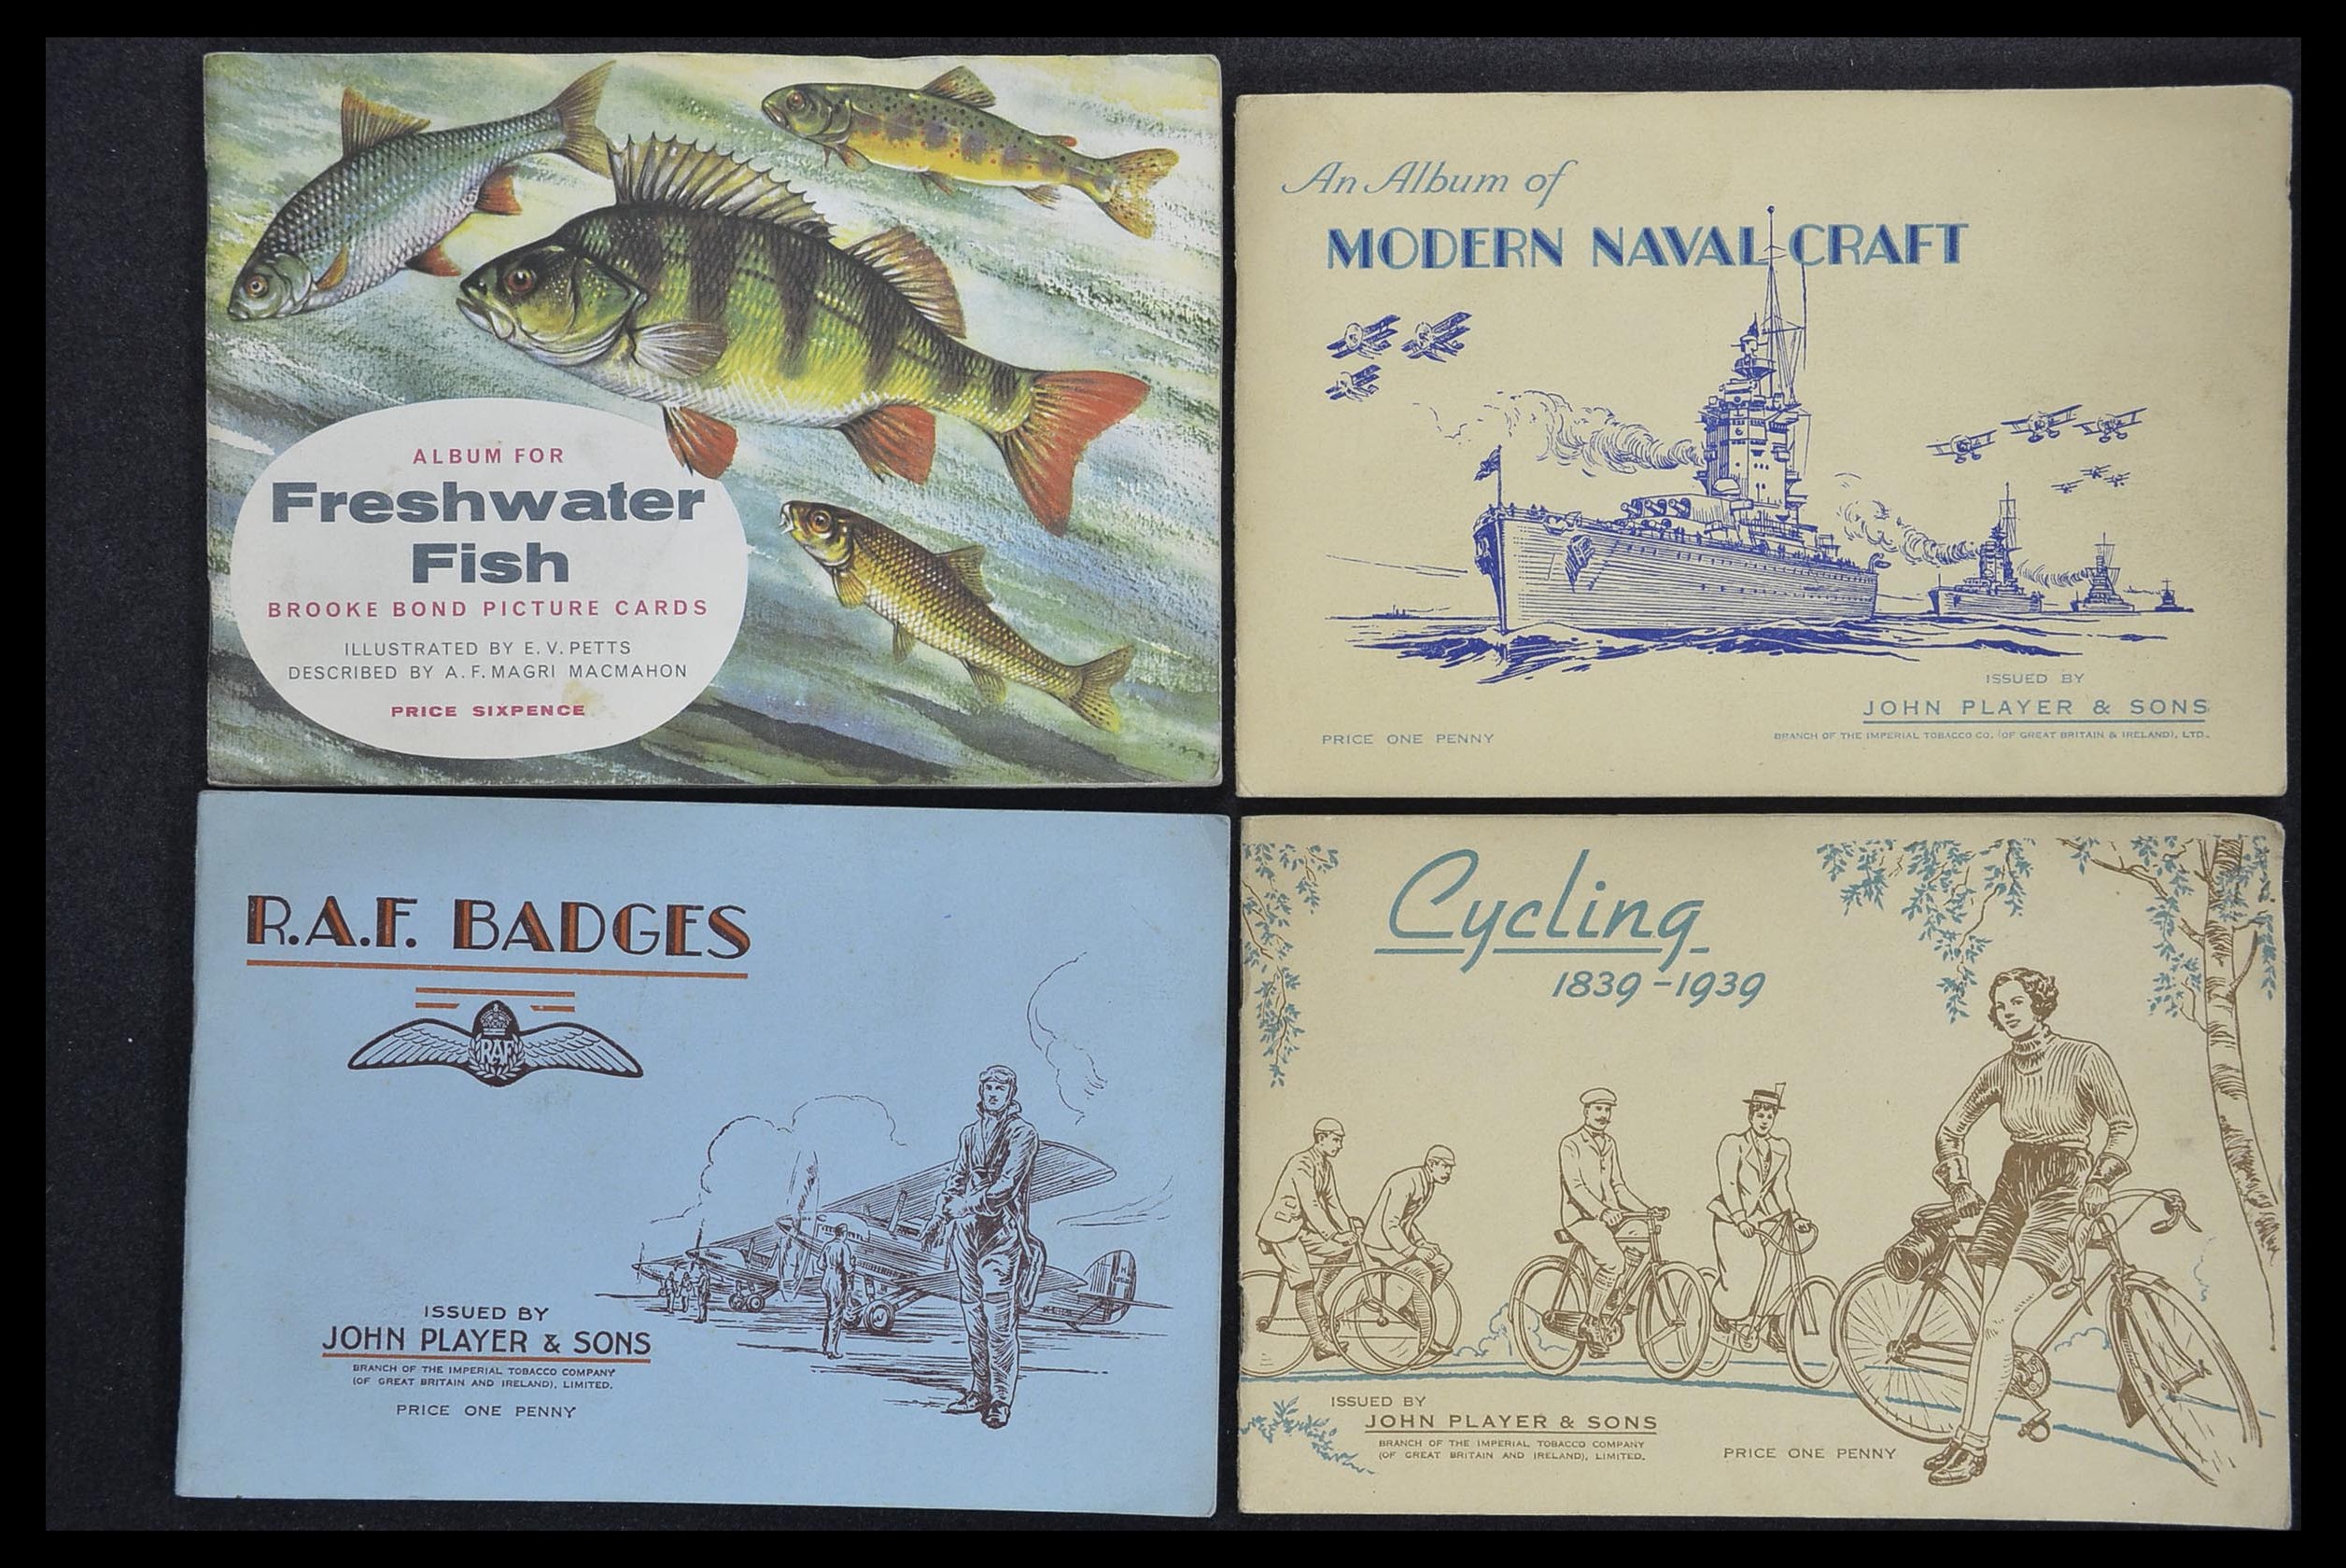 ALBUM FOR
Freshwater
Fish
BROOKE BOND PICTURE CARDS
ILLUSTRATED BY E. V. PETTS
DESCRIBED BY A. F. MAGRI MACMAHON
PRICE SIXPENCE
An Album of
MODERN NAVAL CRAFT
ISSUED BY
JOHN PLAYER & SONS
BRANCH OF THE IMPERIAL TOBACCO CO. (OF GREAT BRITAIN & IRELAND), LTD.
PRICE ONE PENNY
R.A.F. BADGES
RAF
ISSUED BY
JOHN PLAYER & SONS
BRANCH OF THE IMPERIAL TOBACCO COMPANY
(OF GREAT BRITAIN AND IRELAND), LIMITED.
PRICE ONE PENNY
Cycling
1839-1939
ISSUED BY
JOHN PLAYER & SONS
BRANCH OF THE IMPERIAL TOBACCO COMPANY
(OF GREAT BRITAIN AND IRELAND), LIMITED.
PRICE ONE PENNY